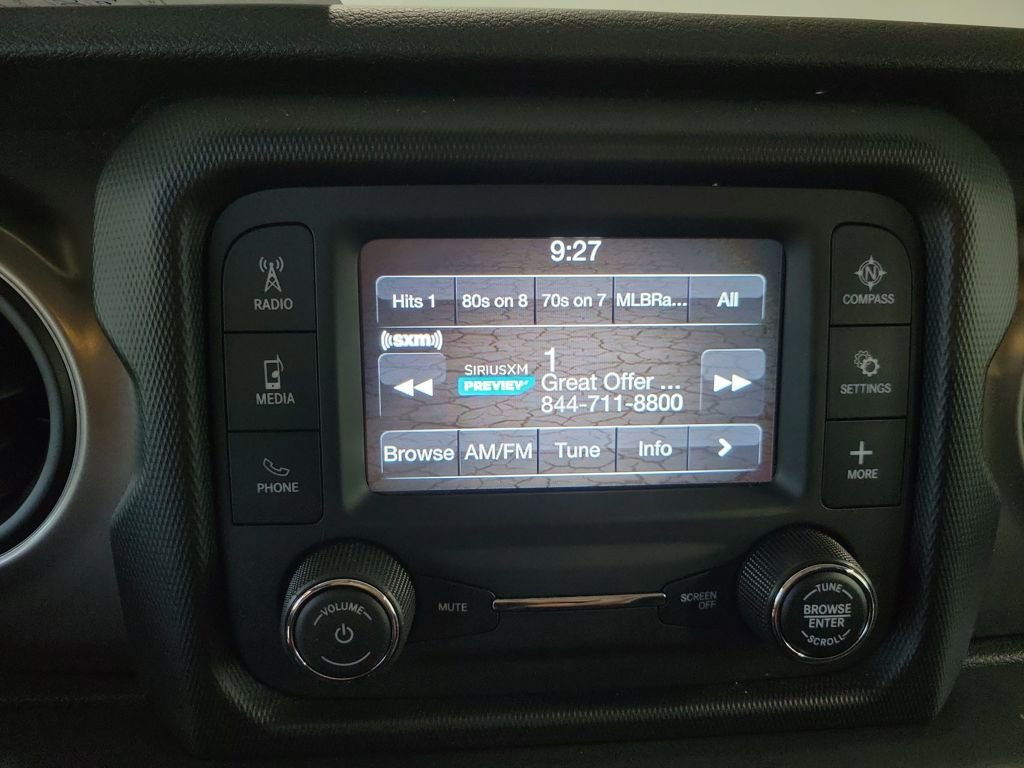 9:27
Hits 1 80s on 8 70s on 7 MLBRa... All
((sxm))
1
SIRIUSXM
PREVIEW
Great Offer ...
844-711-8800
Browse AM/FM Tune Info >
RADIO
MEDIA
PHONE
N
COMPASS
SETTINGS
+
MORE
VOLUME
MUTE
SCREEN
OFF
TUNE
BROWSE
ENTER
SCROLL